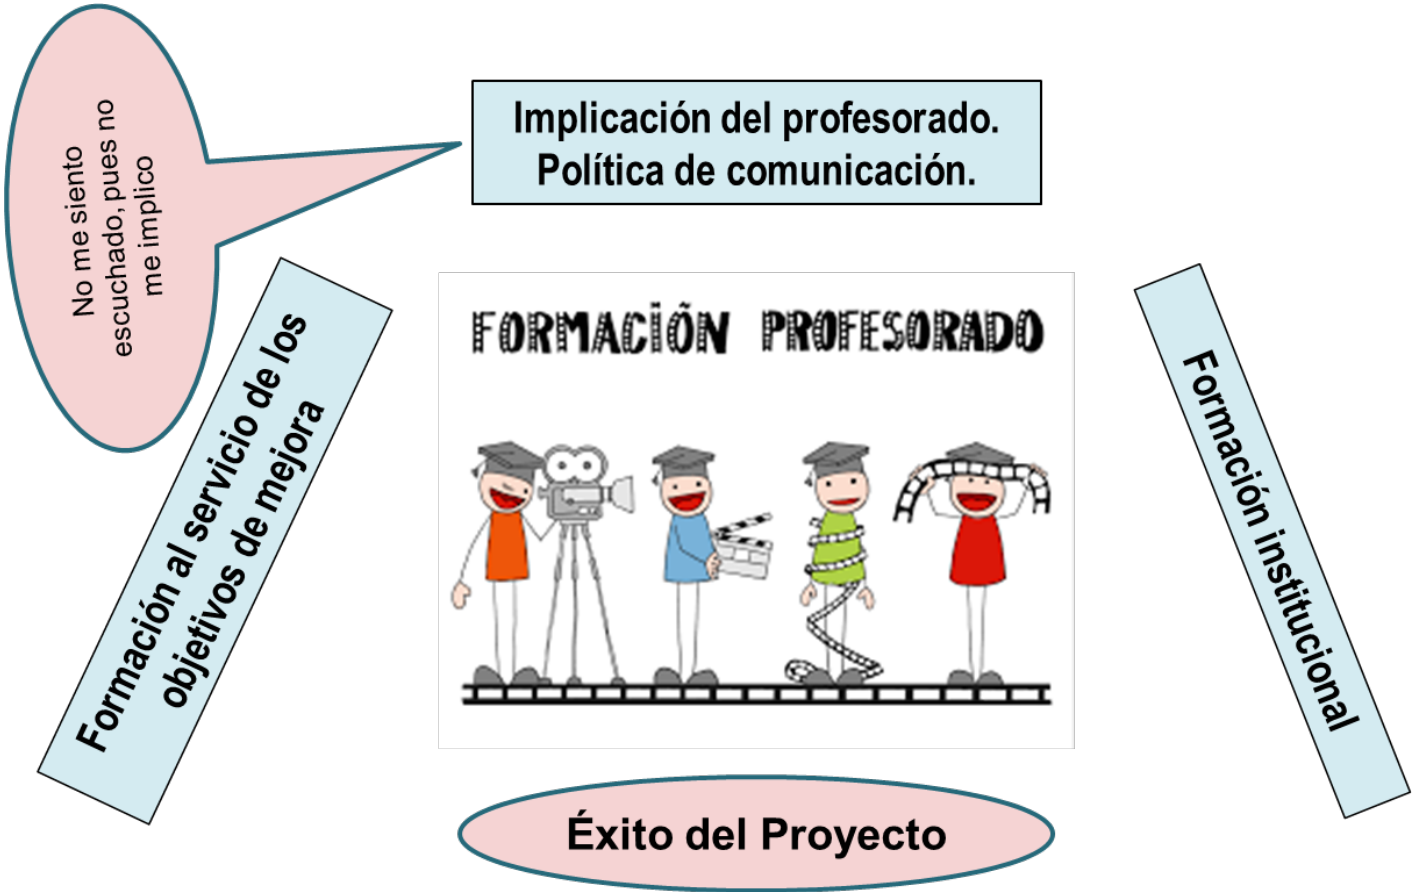 No me siento
escuchado, pues no
me implico
Implicación del profesorado.
Política de comunicación.
Formación al servicio de los
objetivos de mejora
FORMACIÓN PROFESORADO
Formación institucional
Éxito del Proyecto